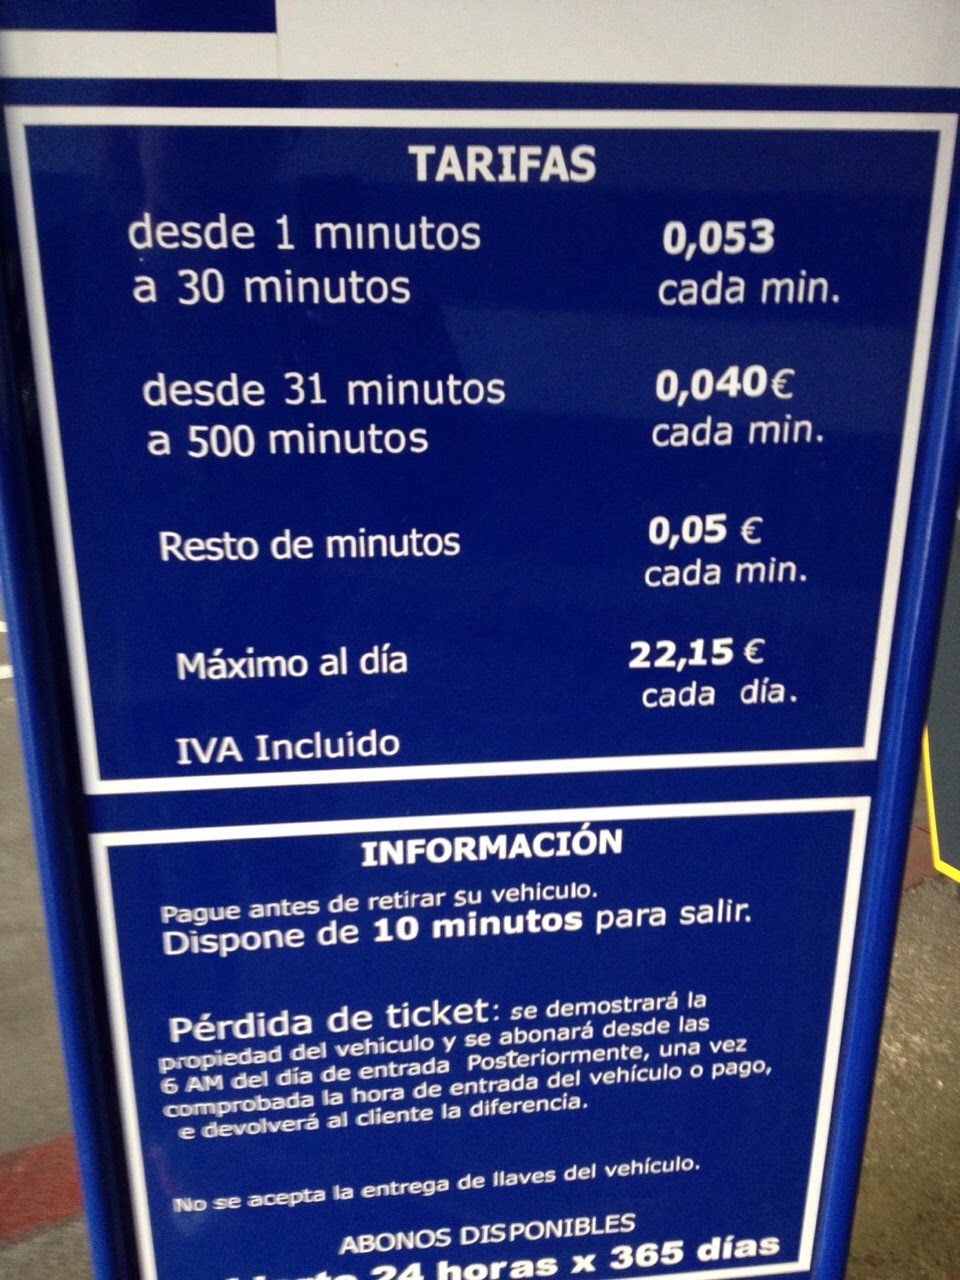 TARIFAS
desde 1 minutos
a 30 minutos
0,053
cada min.
desde 31 minutos
a 500 minutos
0,040€
cada min.
Resto de minutos
0,05 €
cada min.
Máximo al día
22,15 €
cada día.
IVA Incluido
INFORMACIÓN
Pague antes de retirar su vehiculo.
Dispone de 10 minutos para salir.
Pérdida de ticket: se demostrará la
propiedad del vehiculo y se abonará desde las
6 AM del día de entrada Posteriormente, una vez
comprobada la hora de entrada del vehículo o pago,
e devolverá al cliente la diferencia.
No se acepta la entrega de llaves del vehículo.
ABONOS DISPONIBLES
24 horas x 365 días